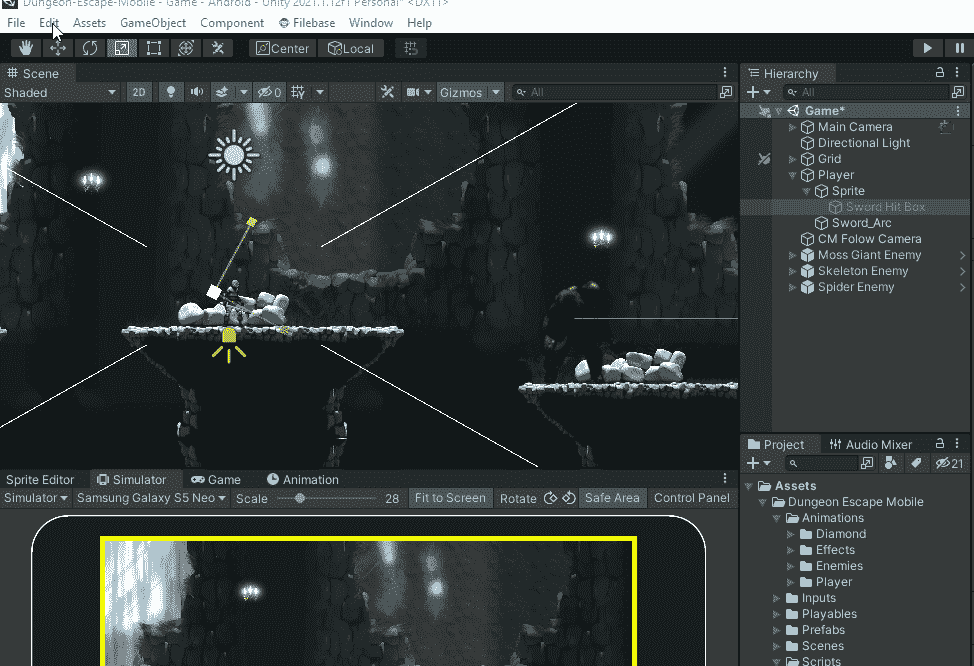 Dungeon-Escape-Mobile - Game - Android - Unity 2021.1.12f1 Personal* <DX11>
File Edit Assets GameObject Component Filebase Window Help
Center Local
Scene
Shaded 2D 0 Gizmos All
Hierarchy
All
Game*
Main Camera
Directional Light
Grid
Player
Sprite
Sword Hit Box
Sword_Arc
CM Folow Camera
Moss Giant Enemy
Skeleton Enemy
Spider Enemy
Sprite Editor Simulator Game Animation
Simulator Samsung Galaxy S5 Neo Scale 28 Fit to Screen Rotate Safe Area Control Panel
Project Audio Mixer
21
Assets
Dungeon Escape Mobile
Animations
Diamond
Effects
Enemies
Player
Inputs
Playables
Prefabs
Scenes
Scripts